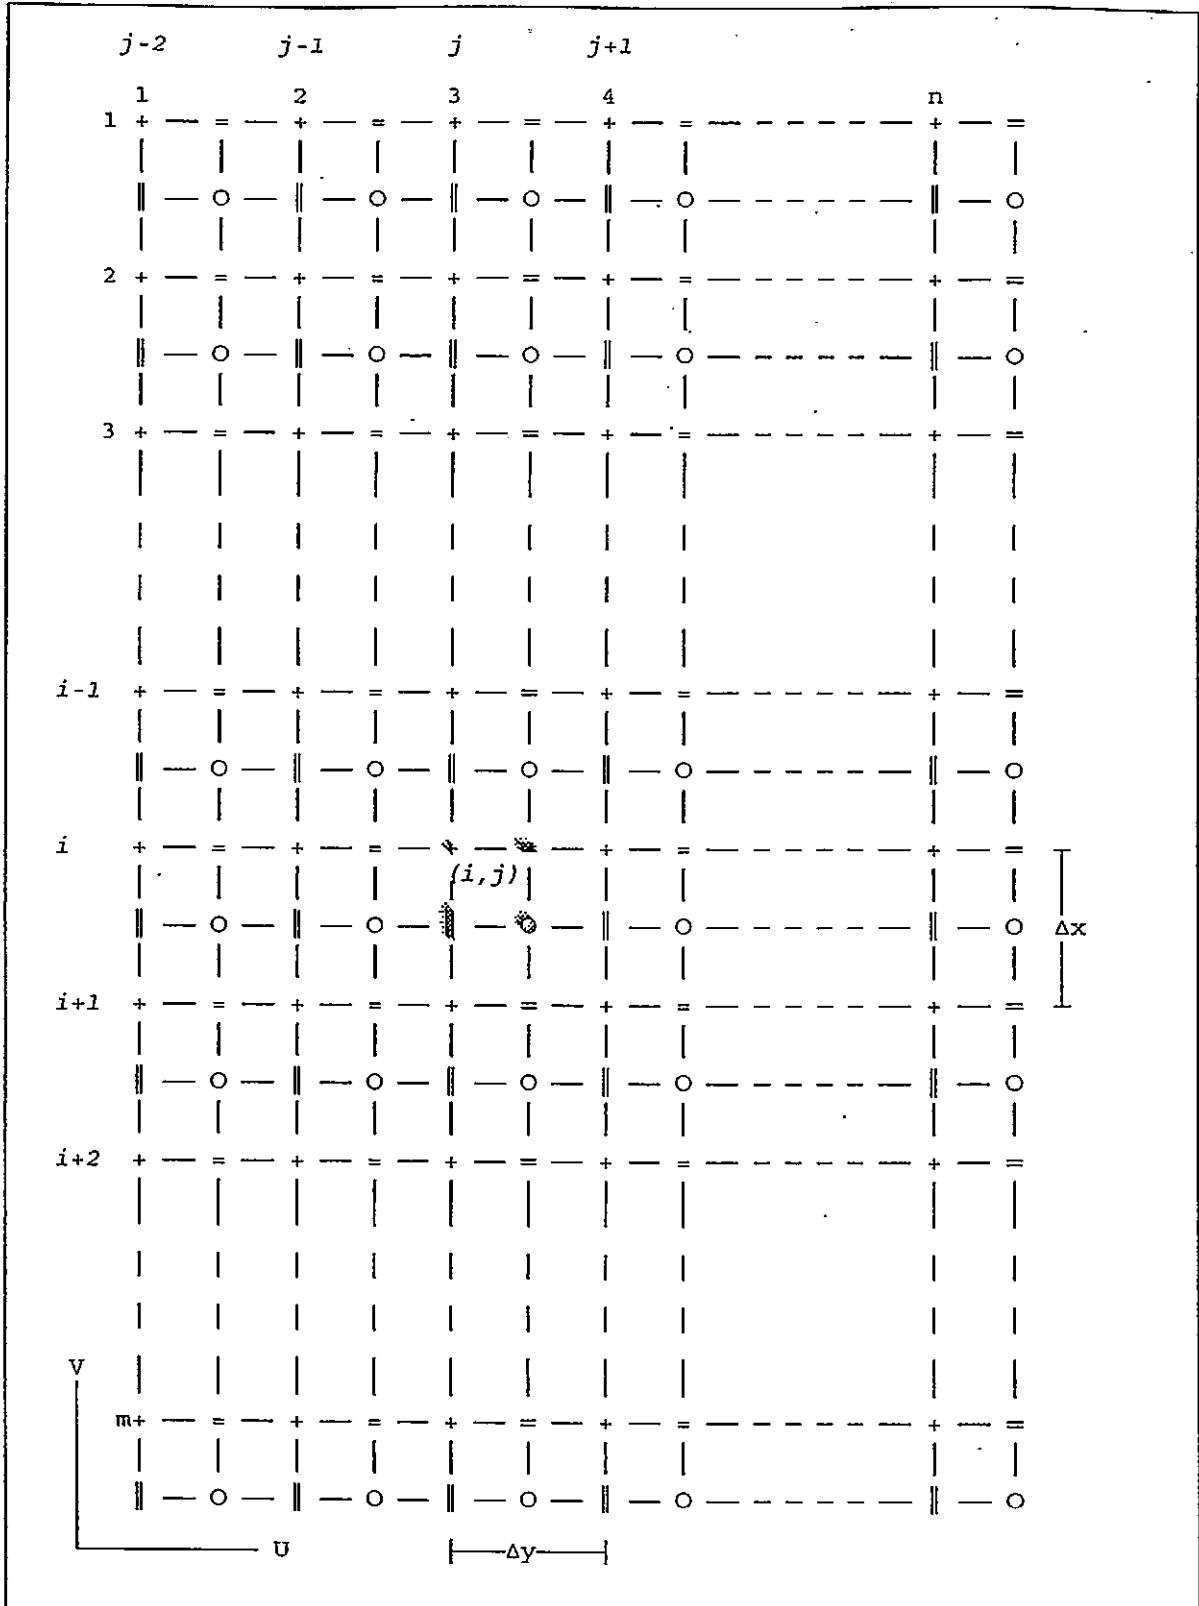 j-2 j-1 j j+1
1 2 3 4 n
1 + — = — + — = — + — = — + — = — — — — — + — =
‖ — O — ‖ — O — ‖ — O — ‖ — O — — — — — ‖ — O
2 + — = — + — = — + — = — + — = — — — — — + — =
‖ — O — ‖ — O — ‖ — O — ‖ — O — — — — — ‖ — O
3 + — = — + — = — + — = — + — = — — — — — + — =
i-1 + — = — + — = — + — = — + — = — — — — — + — =
‖ — O — ‖ — O — ‖ — O — ‖ — O — — — — — ‖ — O
i + — = — + — = — + — = — + — = — — — — — + — =
(i,j)
‖ — O — ‖ — O — ‖ — O — ‖ — O — — — — — ‖ — O Δx
i+1 + — = — + — = — + — = — + — = — — — — — + — =
‖ — O — ‖ — O — ‖ — O — ‖ — O — — — — — ‖ — O
i+2 + — = — + — = — + — = — + — = — — — — — + — =
V
m+ — = — + — = — + — = — + — = — — — — — + — =
‖ — O — ‖ — O — ‖ — O — ‖ — O — — — — — ‖ — O
U Δy